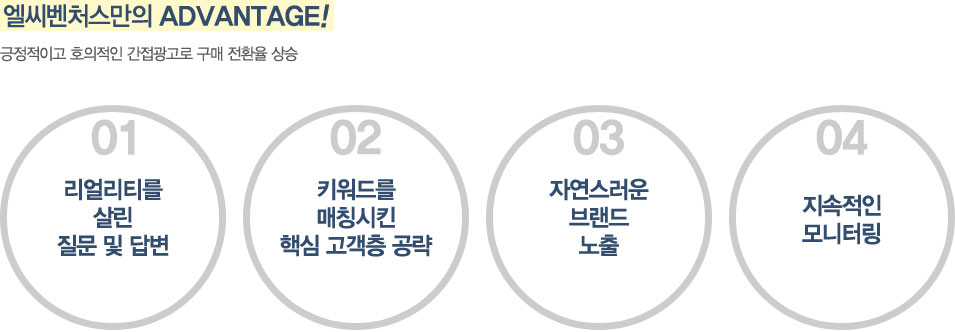 엘씨벤처스만의 ADVANTAGE!
긍정적이고 호의적인 간접광고로 구매 전환율 상승
01
리얼리티를
살린
질문 및 답변
02
키워드를
매칭시킨
핵심 고객층 공략
03
자연스러운
브랜드
노출
04
지속적인
모니터링